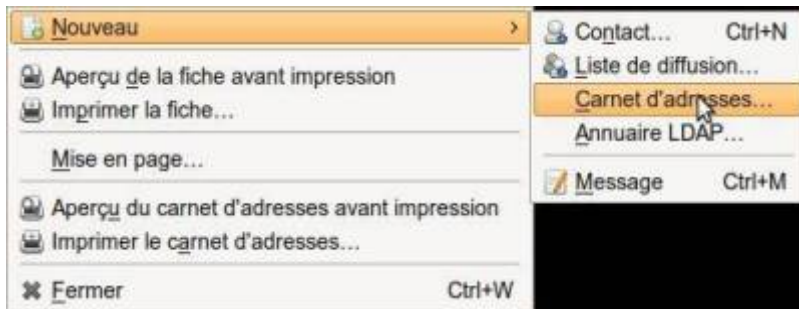 Nouveau
Aperçu de la fiche avant impression
Imprimer la fiche...
Mise en page...
Aperçu du carnet d'adresses avant impression
Imprimer le carnet d'adresses...
Fermer Ctrl+W
Contact... Ctrl+N
Liste de diffusion...
Carnet d'adresses...
Annuaire LDAP...
Message Ctrl+M